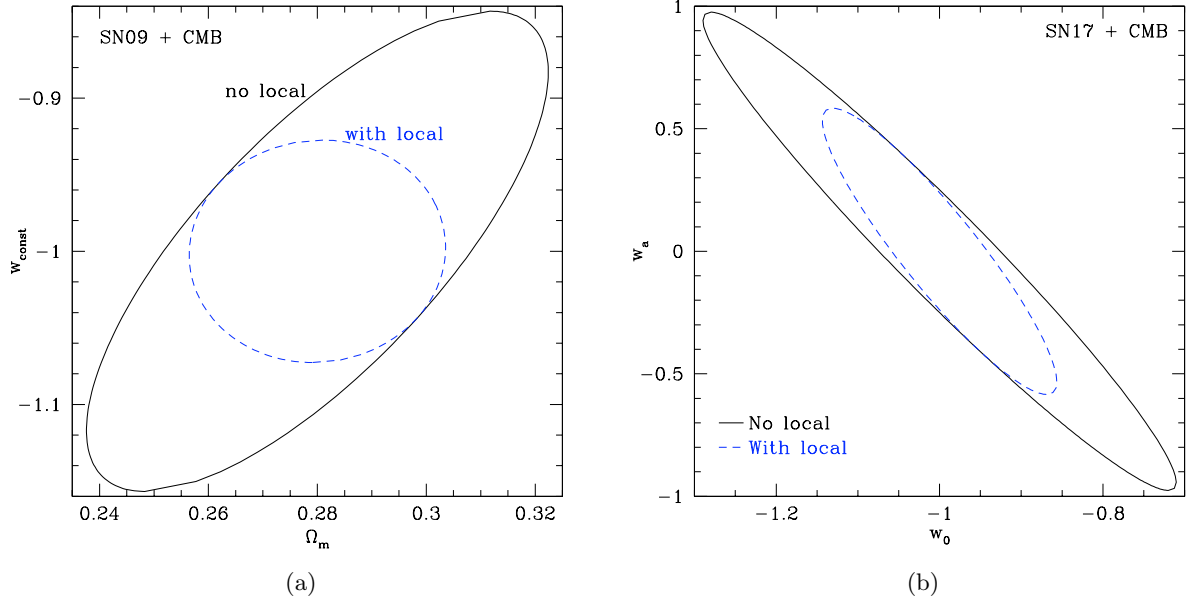 SN09 + CMB
no local
with local
−0.9
−1
−1.1
w_const
0.24 0.26 0.28 0.3 0.32
Ω_m
(a)
SN17 + CMB
1
0.5
0
−0.5
−1
w_a
No local
With local
−1.2 −1 −0.8
w_0
(b)